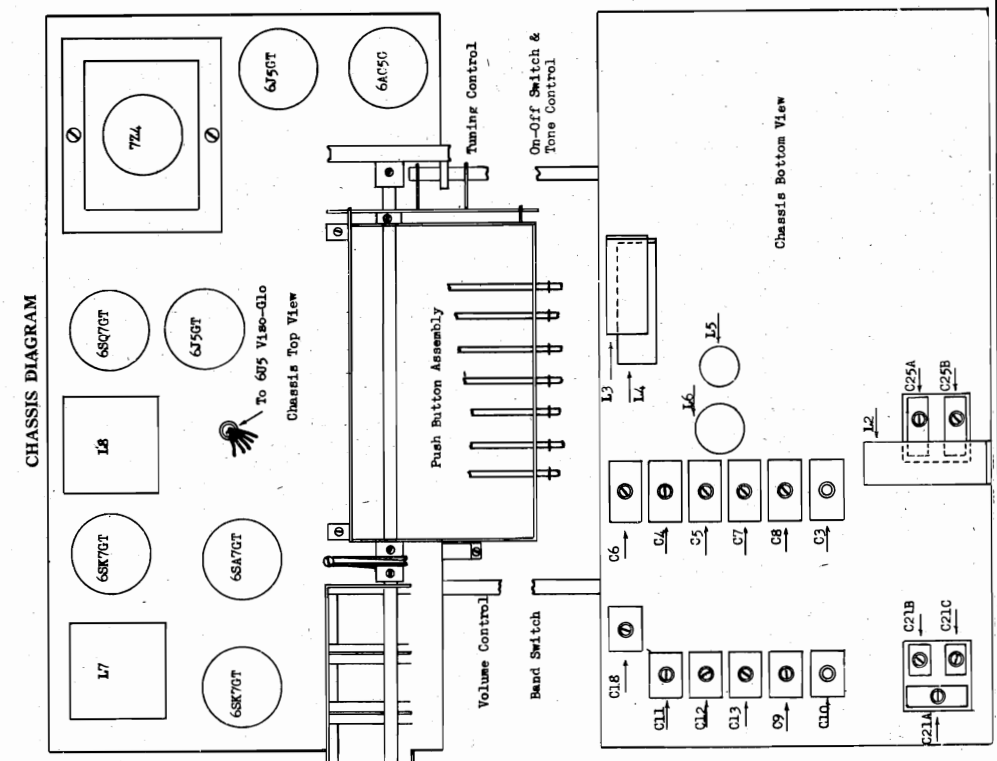 CHASSIS DIAGRAM
7Z4
6J5GT
6AC5G
6SQ7GT
6J5GT
To 6U5 Viso-Glo
Chassis Top View
L8
6SK7GT
6SA7GT
L7
6SK7GT
Tuning Control
On-Off Switch &
Tone Control
Push Button Assembly
Volume Control
Band Switch
Chassis Bottom View
L3
L4
L5
L6
L2
C25A
C25B
C6
C4
C5
C7
C8
C3
C18
C11
C12
C13
C9
C10
C21B
C21C
C21A